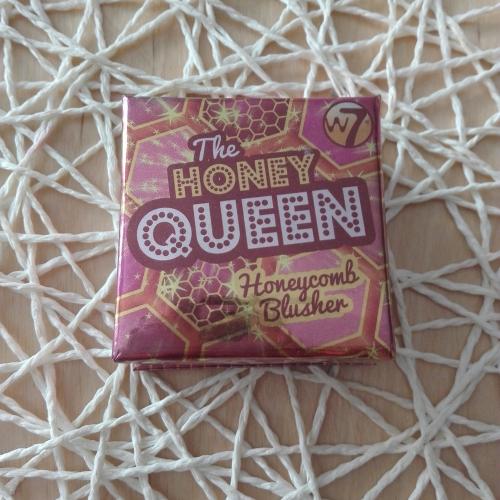 W7
The
HONEY
QUEEN
Honeycomb
Blusher